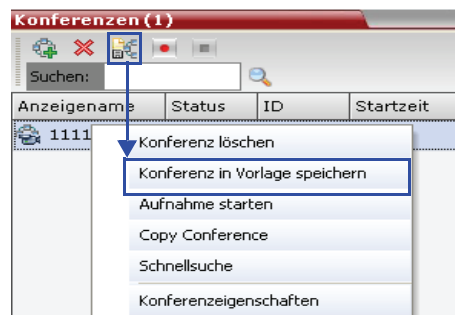 Konferenzen (1)
Suchen:
Anzeigename Status ID Startzeit
1111
Konferenz löschen
Konferenz in Vorlage speichern
Aufnahme starten
Copy Conference
Schnellsuche
Konferenzeigenschaften